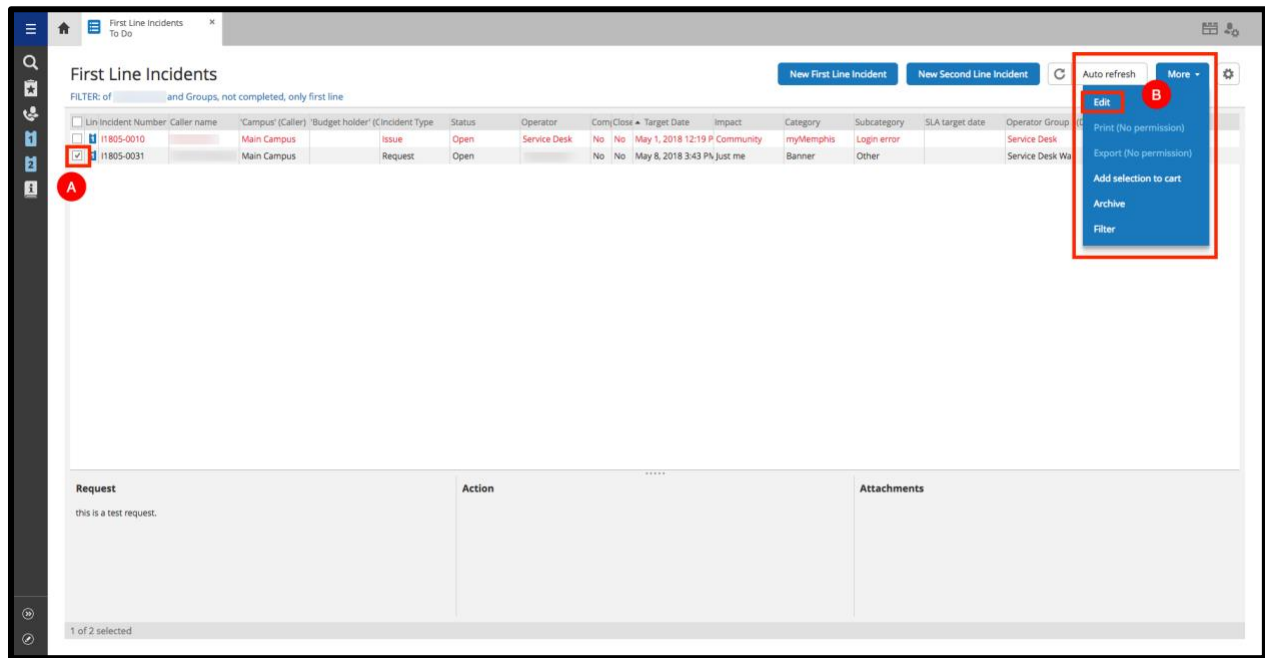 First Line Incidents ×
To Do
First Line Incidents
New First Line Incident New Second Line Incident Auto refresh More
FILTER: of and Groups, not completed, only first line
Edit B
Print (No permission)
Export (No permission)
Add selection to cart
Archive
Filter
Lin Incident Number Caller name 'Campus' (Caller) 'Budget holder' (C Incident Type Status Operator Com Close Target Date Impact Category Subcategory SLA target date Operator Group
1 I1805-0010 Main Campus Issue Open Service Desk No No May 1, 2018 12:19 P Community myMemphis Login error Service Desk
I1805-0031 Main Campus Request Open No No May 8, 2018 3:43 PM Just me Banner Other Service Desk Wa
A
1
2
Request Action Attachments
this is a test request.
1 of 2 selected